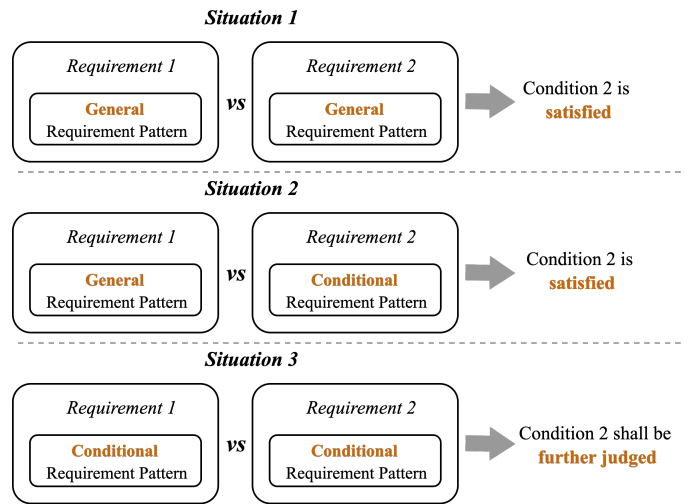 Situation 1
Requirement 1
General
Requirement Pattern
vs
Requirement 2
General
Requirement Pattern
Condition 2 is
satisfied
Situation 2
Requirement 1
General
Requirement Pattern
vs
Requirement 2
Conditional
Requirement Pattern
Condition 2 is
satisfied
Situation 3
Requirement 1
Conditional
Requirement Pattern
vs
Requirement 2
Conditional
Requirement Pattern
Condition 2 shall be
further judged